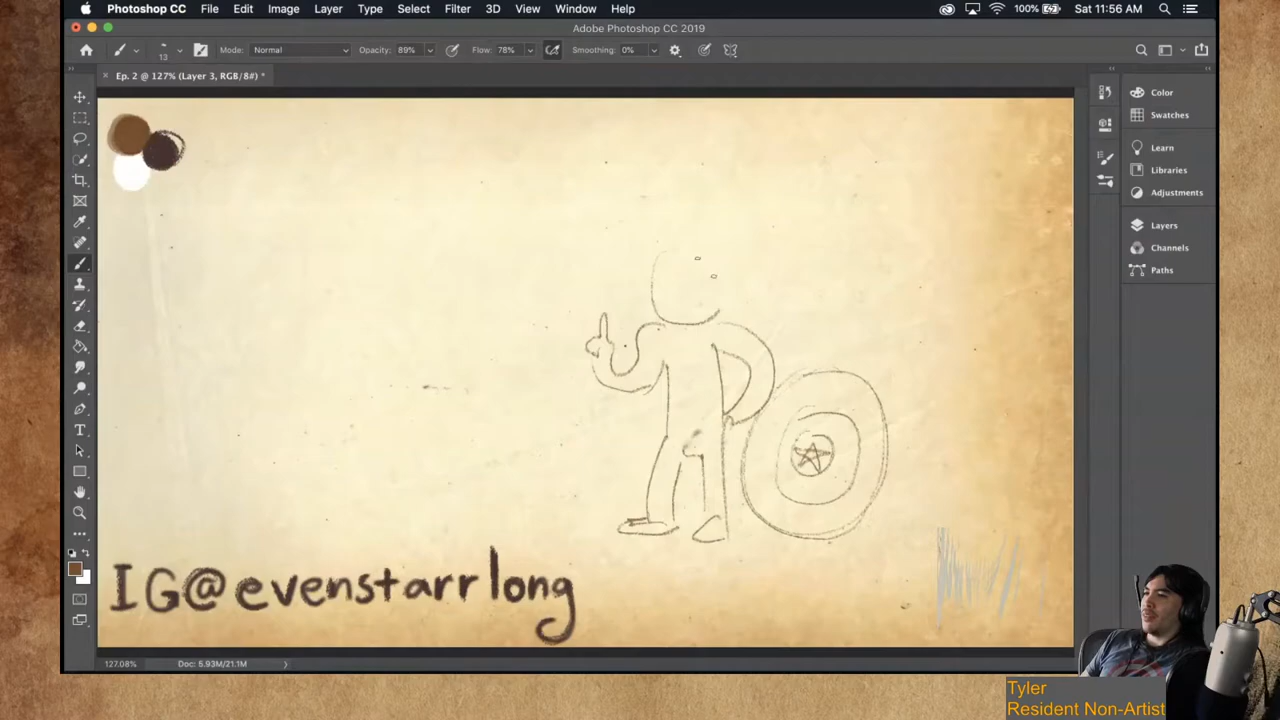 Photoshop CC File Edit Image Layer Type Select Filter 3D View Window Help 100% Sat 11:56 AM
Adobe Photoshop CC 2019
13 Mode: Normal Opacity: 89% Flow: 78% Smoothing: 0%
Ep. 2 @ 127% (Layer 3, RGB/8#) *
Color
Swatches
Learn
Libraries
Adjustments
Layers
Channels
Paths
IG@evenstarrlong
127.08% Doc: 5.93M/21.1M
Tyler
Resident Non-Artist